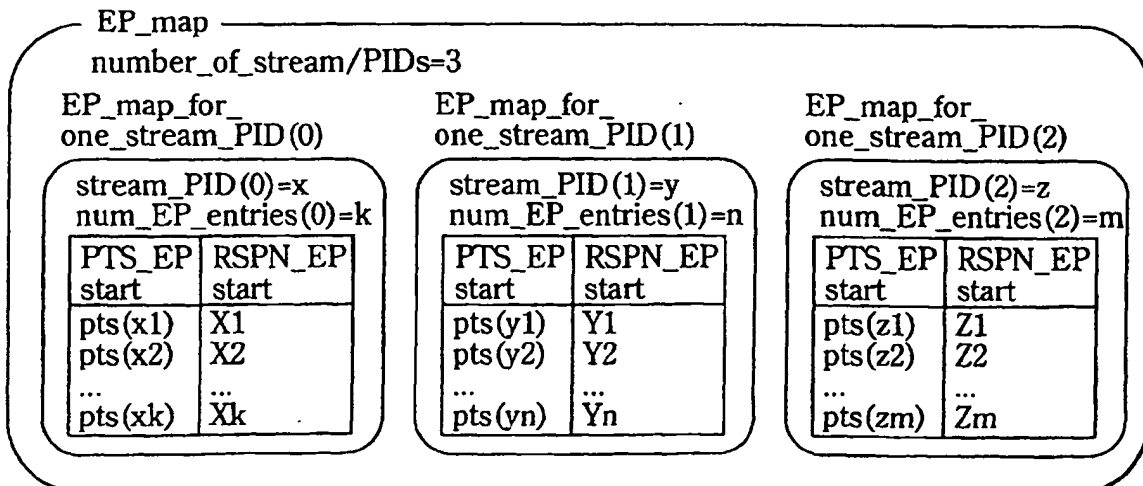 EP_map
number_of_stream/PIDs=3
EP_map_for_
one_stream_PID(0)
stream_PID(0)=x
num_EP_entries(0)=k
PTS_EP RSPN_EP
start start
pts(x1) X1
pts(x2) X2
... ...
pts(xk) Xk
EP_map_for_
one_stream_PID(1)
stream_PID(1)=y
num_EP_entries(1)=n
PTS_EP RSPN_EP
start start
pts(y1) Y1
pts(y2) Y2
... ...
pts(yn) Yn
EP_map_for_
one_stream_PID(2)
stream_PID(2)=z
num_EP_entries(2)=m
PTS_EP RSPN_EP
start start
pts(z1) Z1
pts(z2) Z2
... ...
pts(zm) Zm